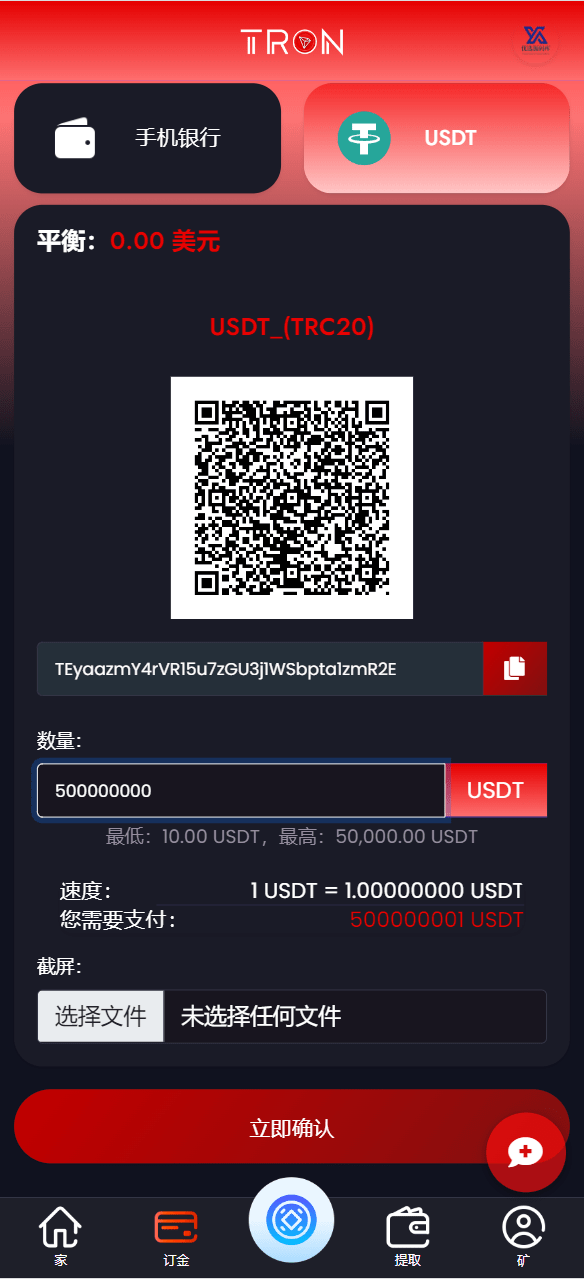 TRON
手机银行
USDT
平衡：0.00 美元
USDT_(TRC20)
TEyaazmY4rVR15u7zGU3j1WSbpta1zmR2E
数量：
500000000
USDT
最低：10.00 USDT，最高：50,000.00 USDT
速度： 1 USDT = 1.00000000 USDT
您需要支付： 500000001 USDT
截屏：
选择文件 未选择任何文件
立即确认
家 订金 提取 矿